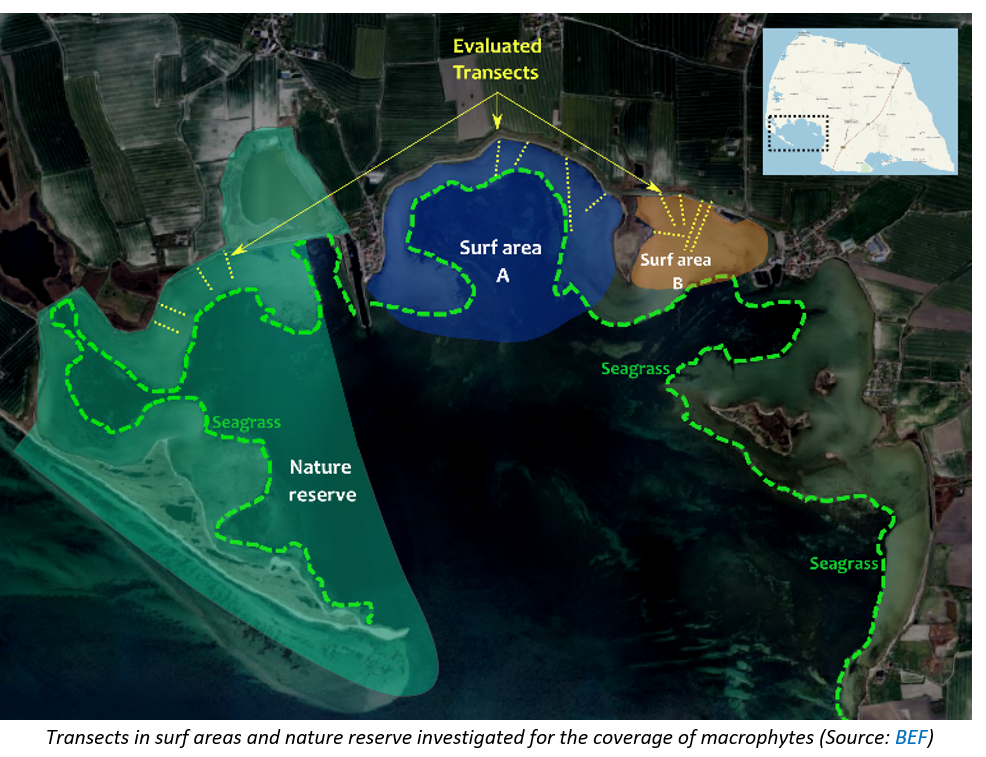 Evaluated
Transects
Surf area
A
Surf area
B
Seagrass
Seagrass
Nature
reserve
Seagrass
Transects in surf areas and nature reserve investigated for the coverage of macrophytes (Source: BEF)